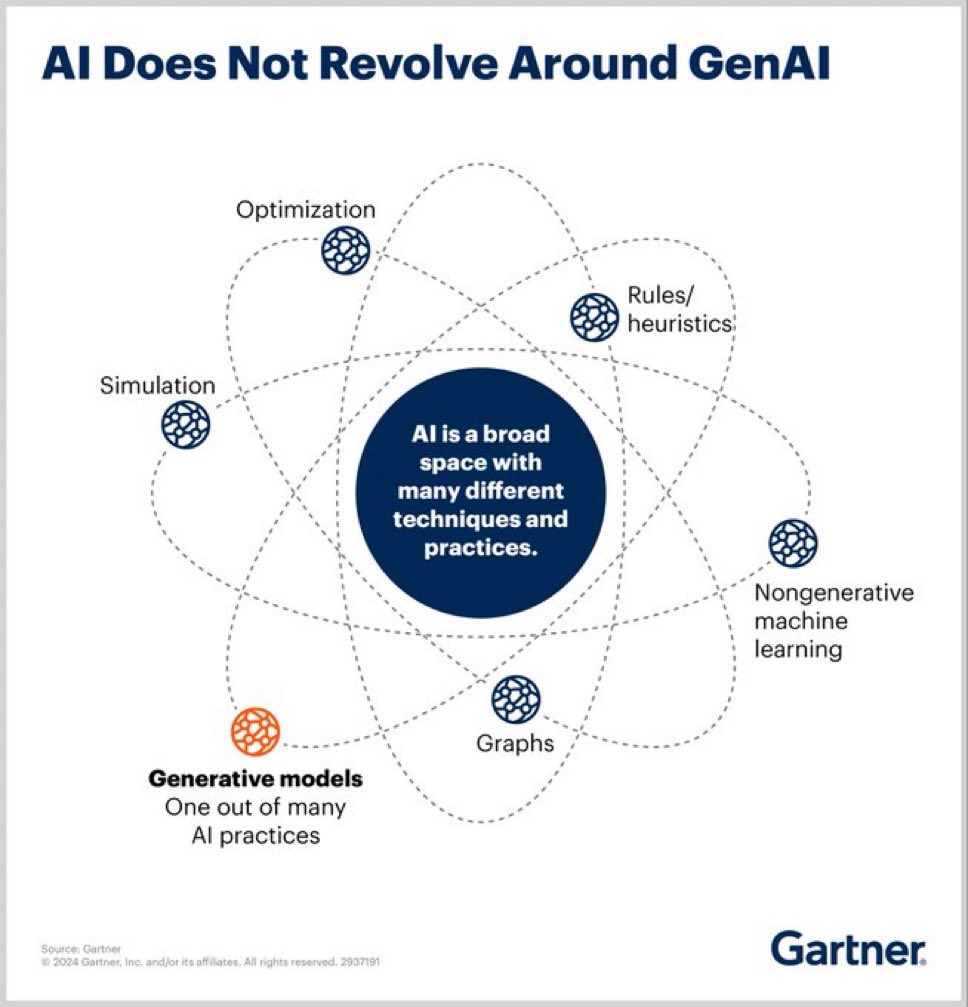 AI Does Not Revolve Around GenAI
Optimization
Rules/
heuristics
Simulation
AI is a broad
space with
many different
techniques and
practices.
Nongenerative
machine
learning
Graphs
Generative models
One out of many
AI practices
Source: Gartner
© 2024 Gartner, Inc. and/or its affiliates. All rights reserved. 2937191
Gartner®